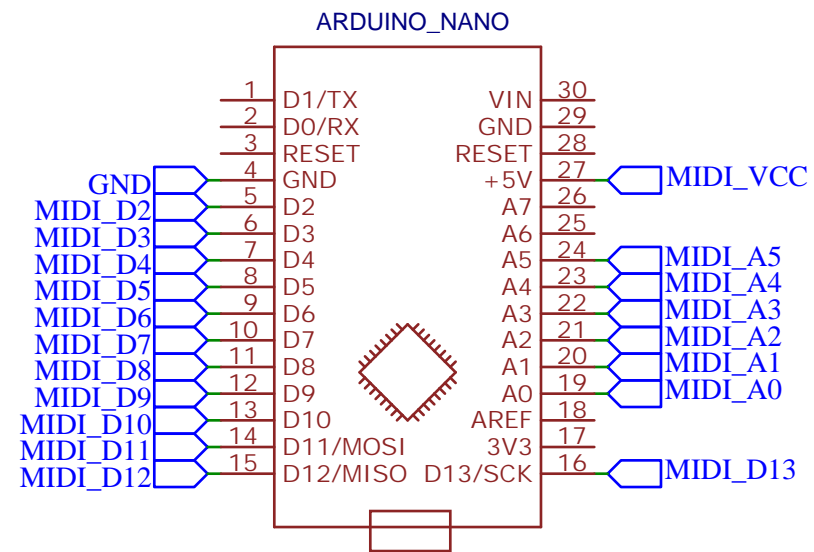 ARDUINO_NANO
1 D1/TX VIN 30
2 D0/RX GND 29
3 RESET RESET 28
GND 4 GND +5V 27 MIDI_VCC
MIDI_D2 5 D2 A7 26
MIDI_D3 6 D3 A6 25
MIDI_D4 7 D4 A5 24 MIDI_A5
MIDI_D5 8 D5 A4 23 MIDI_A4
MIDI_D6 9 D6 A3 22 MIDI_A3
MIDI_D7 10 D7 A2 21 MIDI_A2
MIDI_D8 11 D8 A1 20 MIDI_A1
MIDI_D9 12 D9 A0 19 MIDI_A0
MIDI_D10 13 D10 AREF 18
MIDI_D11 14 D11/MOSI 3V3 17
MIDI_D12 15 D12/MISO D13/SCK 16 MIDI_D13